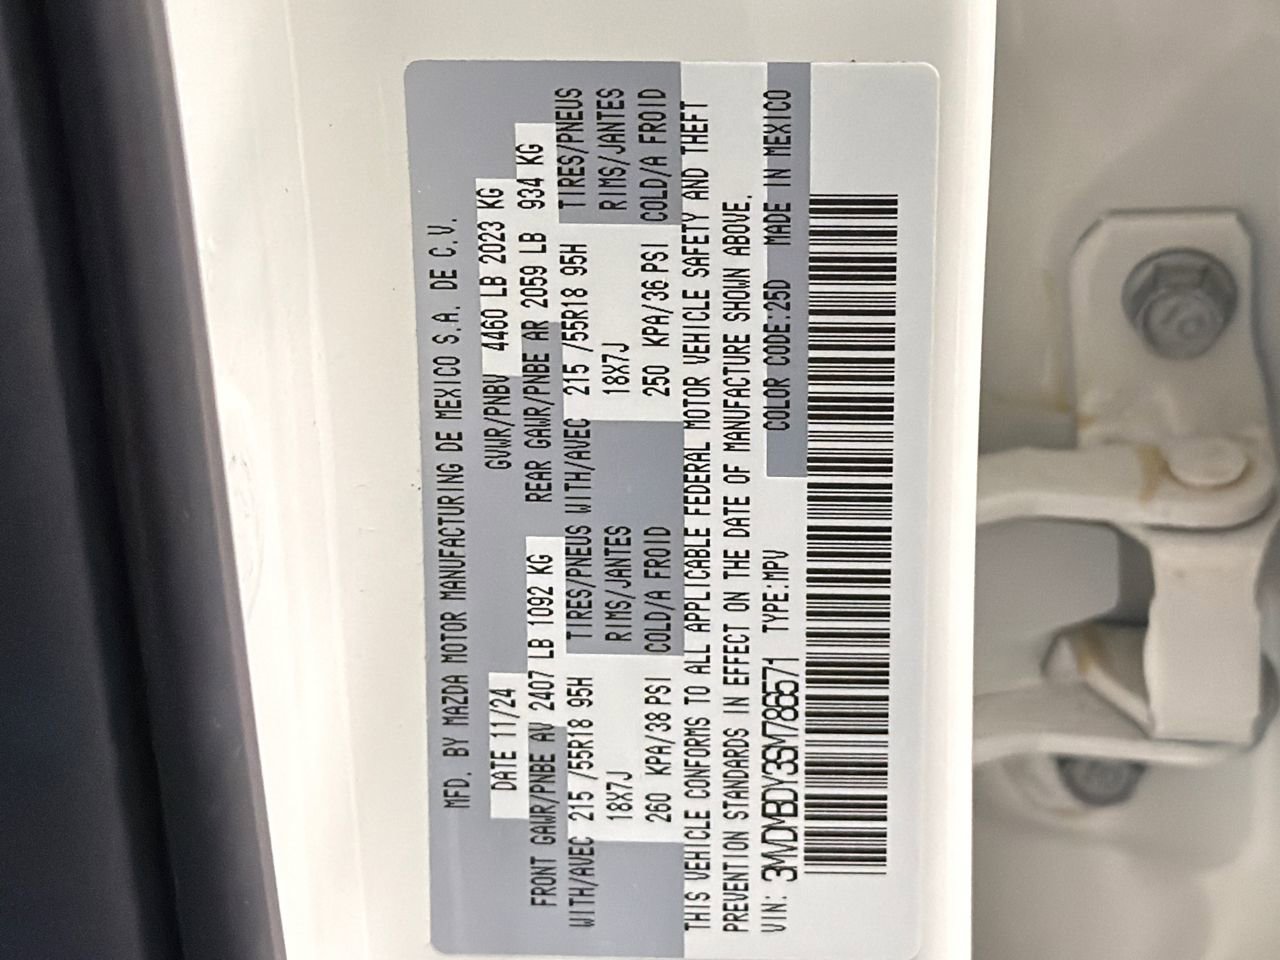 MFD. BY MAZDA MOTOR MANUFACTURING DE MEXICO S.A. DE C.V.
DATE 11/24 GVWR/PNBV 4460 LB 2023 KG
FRONT GAWR/PNBE AV 2407 LB 1092 KG REAR GAWR/PNBE AR 2059 LB 934 KG
WITH/AVEC 215 /55R18 95H TIRES/PNEUS WITH/AVEC 215 /55R18 95H TIRES/PNEUS
18X7J RIMS/JANTES 18X7J RIMS/JANTES
260 KPA/38 PSI COLD/A FROID 250 KPA/36 PSI COLD/A FROID
THIS VEHICLE CONFORMS TO ALL APPLICABLE FEDERAL MOTOR VEHICLE SAFETY AND THEFT
PREVENTION STANDARDS IN EFFECT ON THE DATE OF MANUFACTURE SHOWN ABOVE.
VIN: 3MVDMBDY3SM786571 TYPE:MPV COLOR CODE:25D MADE IN MEXICO